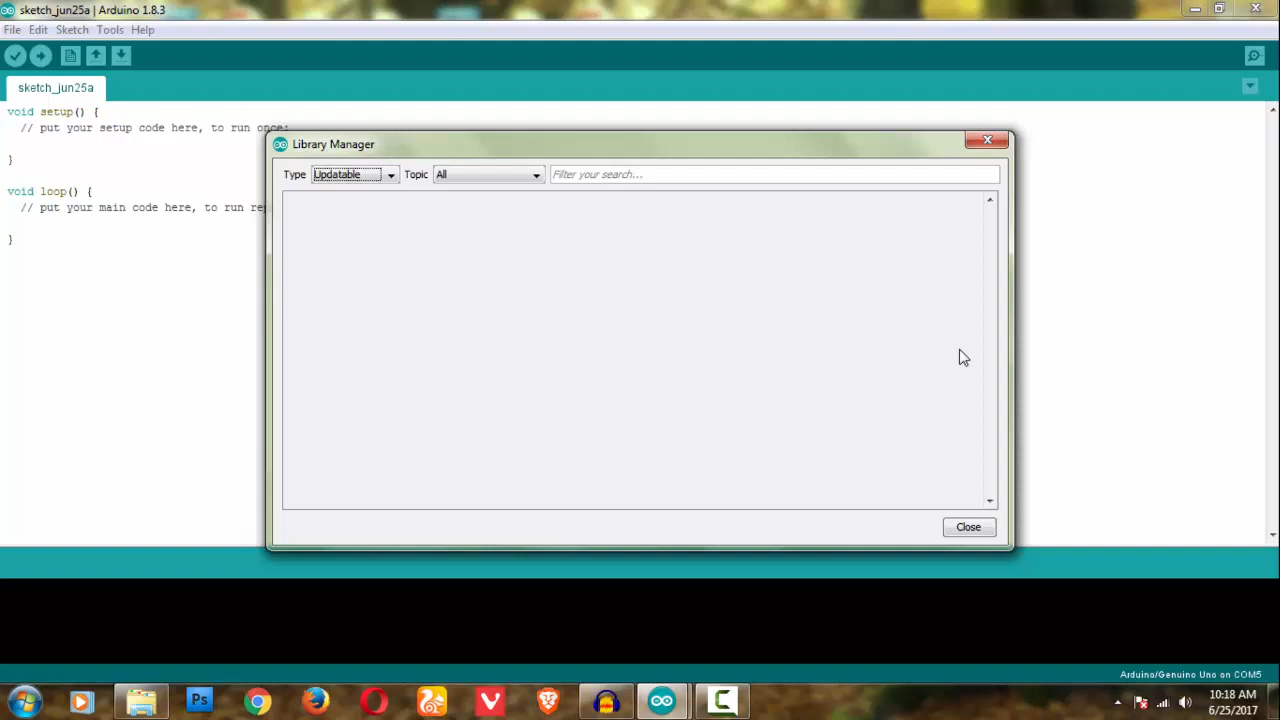 sketch_jun25a | Arduino 1.8.3
File Edit Sketch Tools Help
sketch_jun25a
void setup() {
// put your setup code here, to run once:
}
void loop() {
// put your main code here, to run re
}
Library Manager
Type Updatable Topic All Filter your search...
Close
Arduino/Genuino Uno on COM5
Ps
10:18 AM
6/25/2017